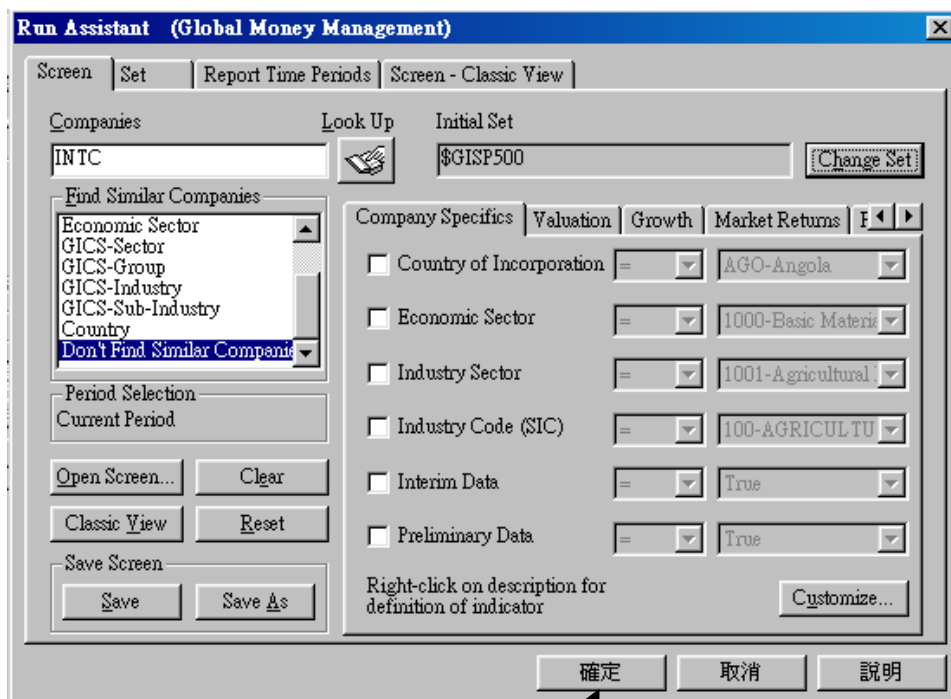 Run Assistant (Global Money Management)
Screen Set Report Time Periods Screen - Classic View
Companies Look Up Initial Set
INTC $GISP500 Change Set
Find Similar Companies
Economic Sector
GICS-Sector
GICS-Group
GICS-Industry
GICS-Sub-Industry
Country
Don't Find Similar Companie
Period Selection
Current Period
Open Screen... Clear
Classic View Reset
Save Screen
Save Save As
Company Specifics Valuation Growth Market Returns
Country of Incorporation = AGO-Angola
Economic Sector = 1000-Basic Materia
Industry Sector = 1001-Agricultural
Industry Code (SIC) = 100-AGRICULTU
Interim Data = True
Preliminary Data = True
Right-click on description for
definition of indicator
Customize...
確定 取消 說明